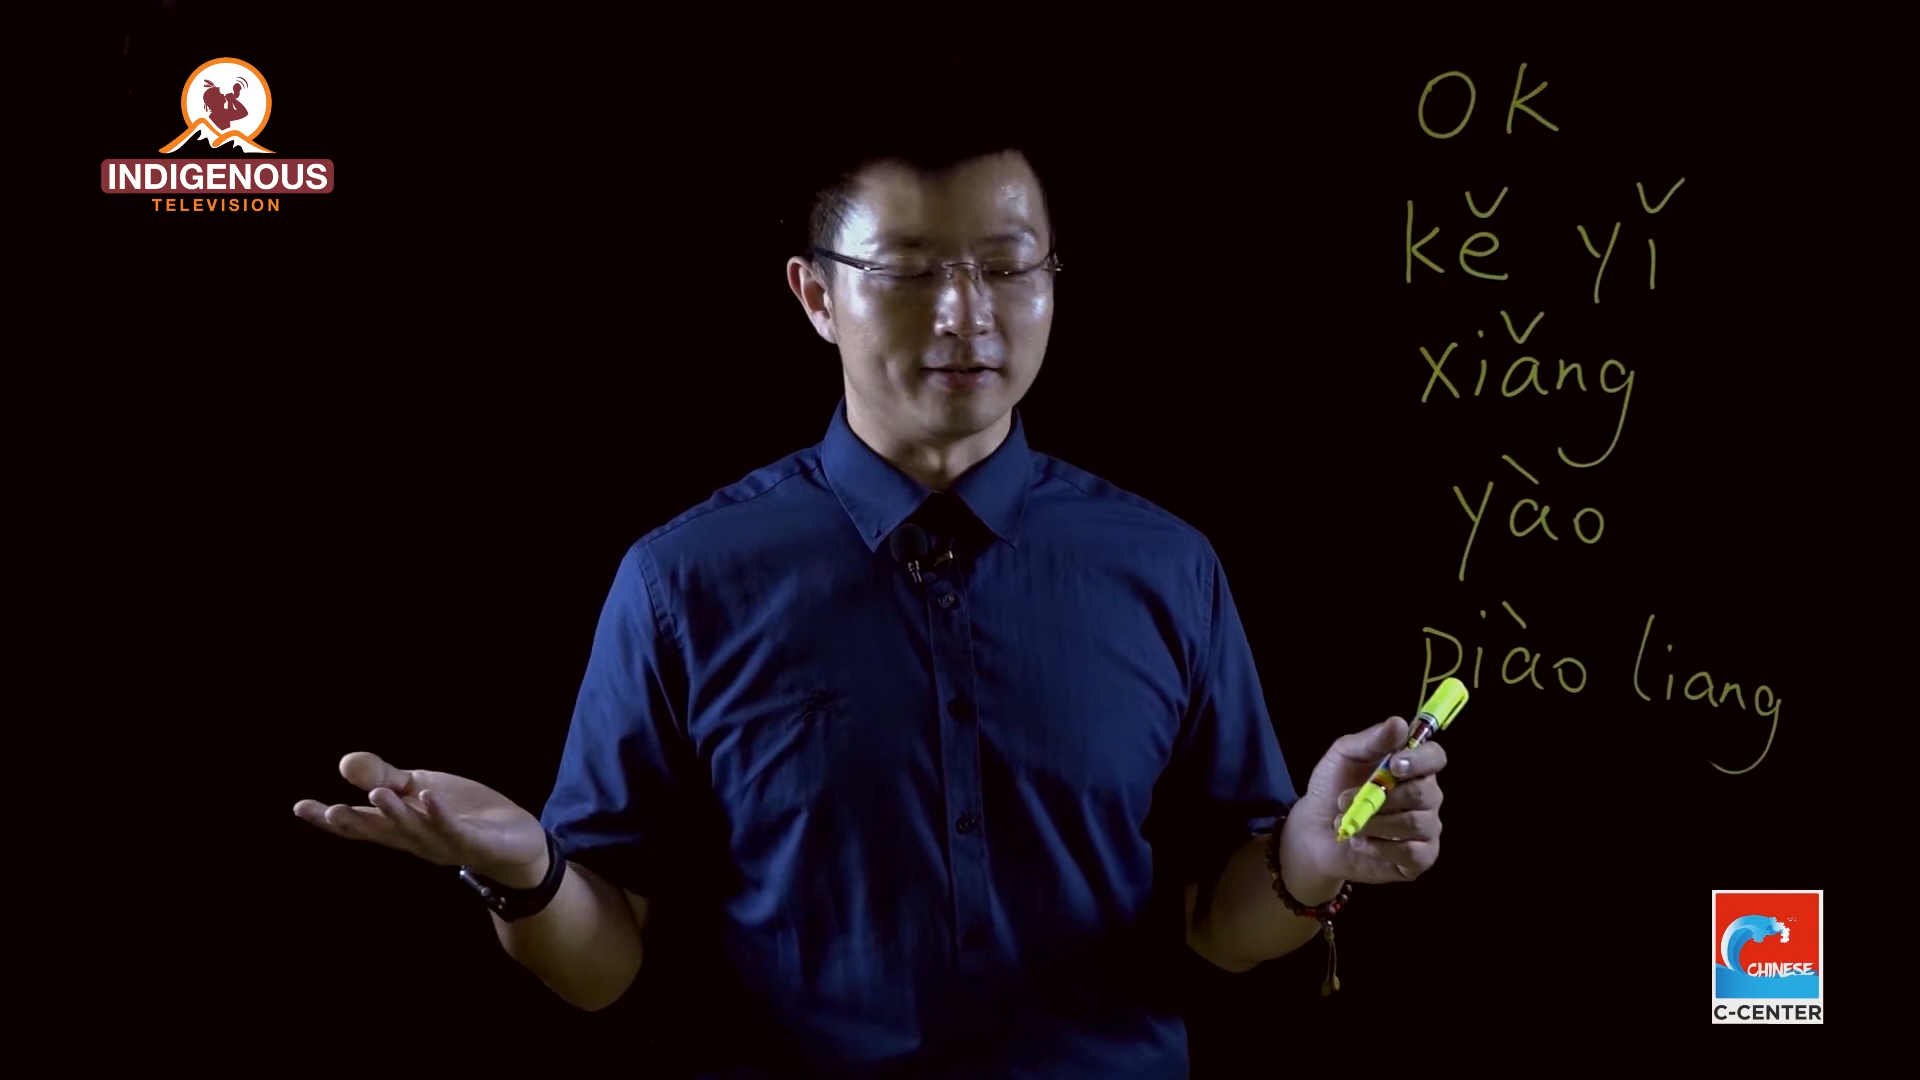 INDIGENOUS
TELEVISION
Ok
kě yǐ
xiǎng
yào
piào liang
CHINESE
C-CENTER